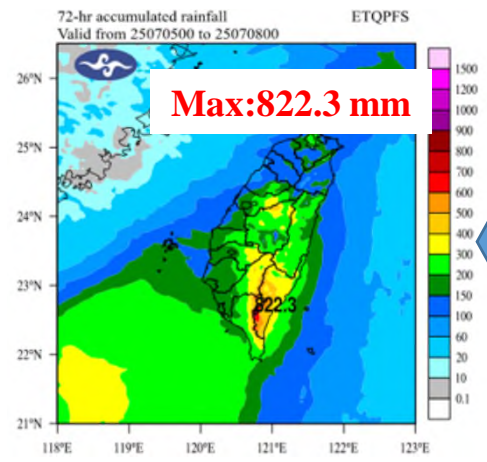 72-hr accumulated rainfall ETQPFS
Valid from 25070500 to 25070800
Max:822.3 mm
26°N
25°N
24°N
23°N
22°N
21°N
822.3
118°E 119°E 120°E 121°E 122°E 123°E
1500
1200
1000
900
800
700
600
500
400
300
200
150
100
60
20
10
0.1